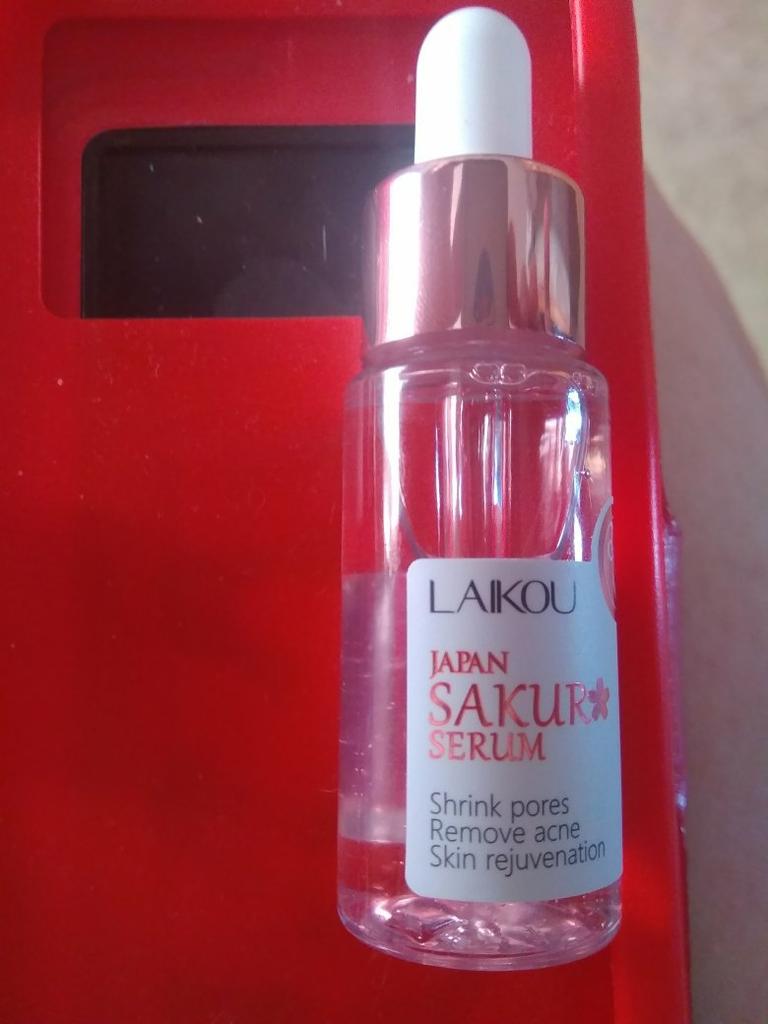 LAIKOU
JAPAN
SAKUR
SERUM
Shrink pores
Remove acne
Skin rejuvenation